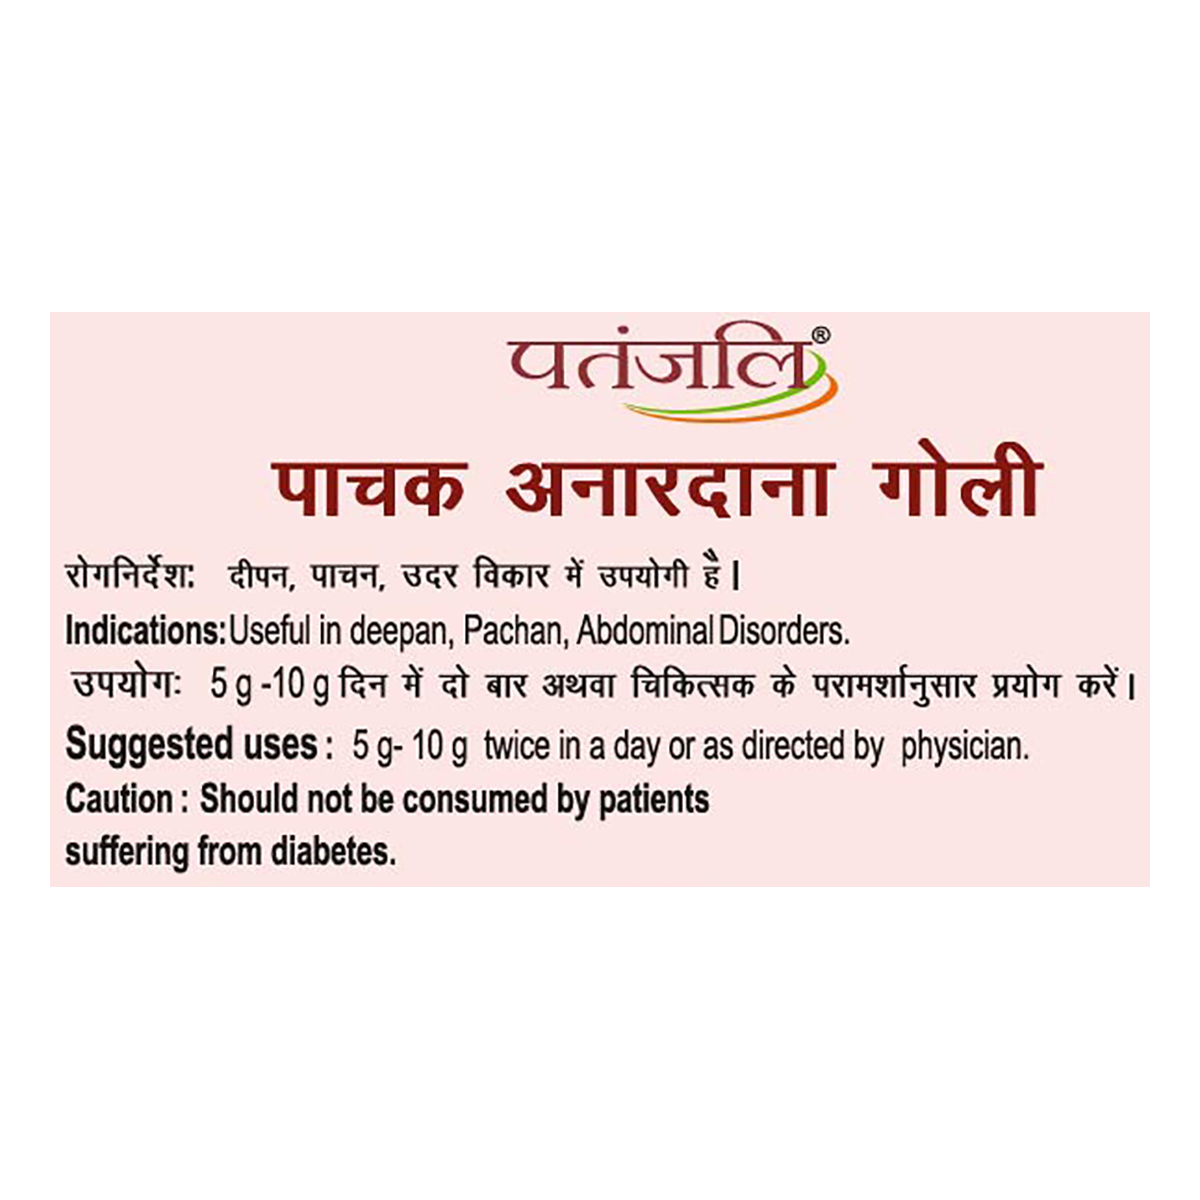 पतंजलि®
पाचक अनारदाना गोली
रोगनिर्देश: दीपन, पाचन, उदर विकार में उपयोगी है।
Indications:Useful in deepan, Pachan, Abdominal Disorders.
उपयोगः 5 g -10 g दिन में दो बार अथवा चिकित्सक के परामर्शानुसार प्रयोग करें।
Suggested uses : 5 g- 10 g twice in a day or as directed by physician.
Caution : Should not be consumed by patients
suffering from diabetes.